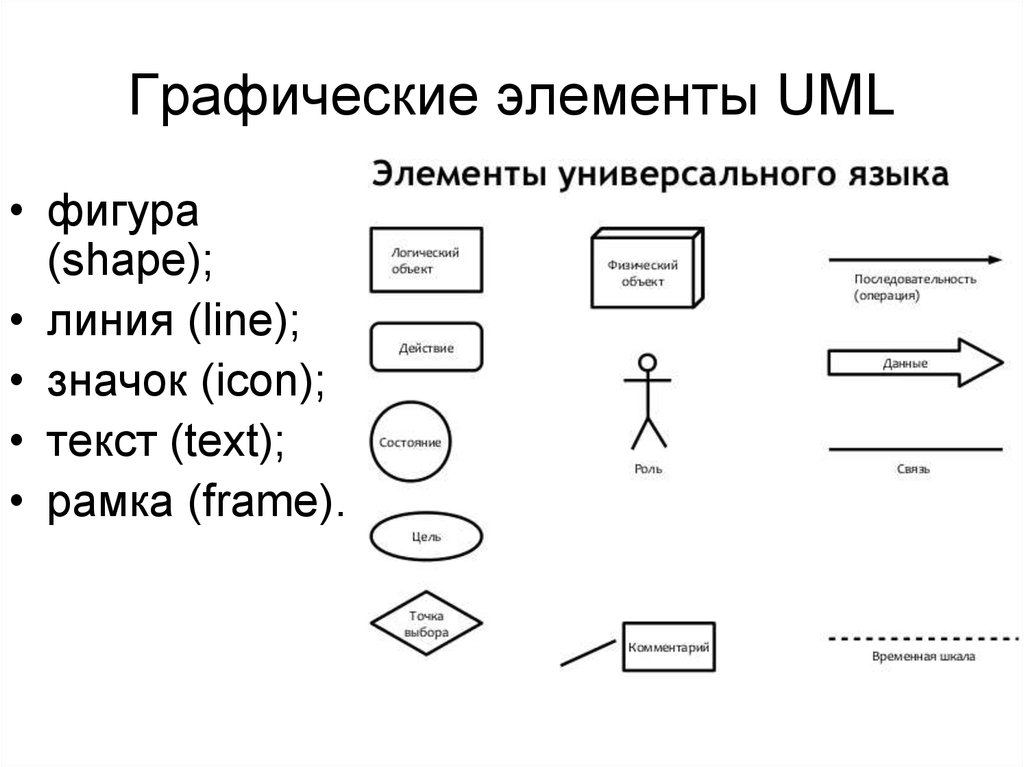 Графические элементы UML
• фигура
(shape);
• линия (line);
• значок (icon);
• текст (text);
• рамка (frame).
Элементы универсального языка
Логический
объект
Физический
объект
Последовательность
(операция)
Действие
Данные
Состояние
Роль
Связь
Цель
Точка
выбора
Комментарий
Временная шкала